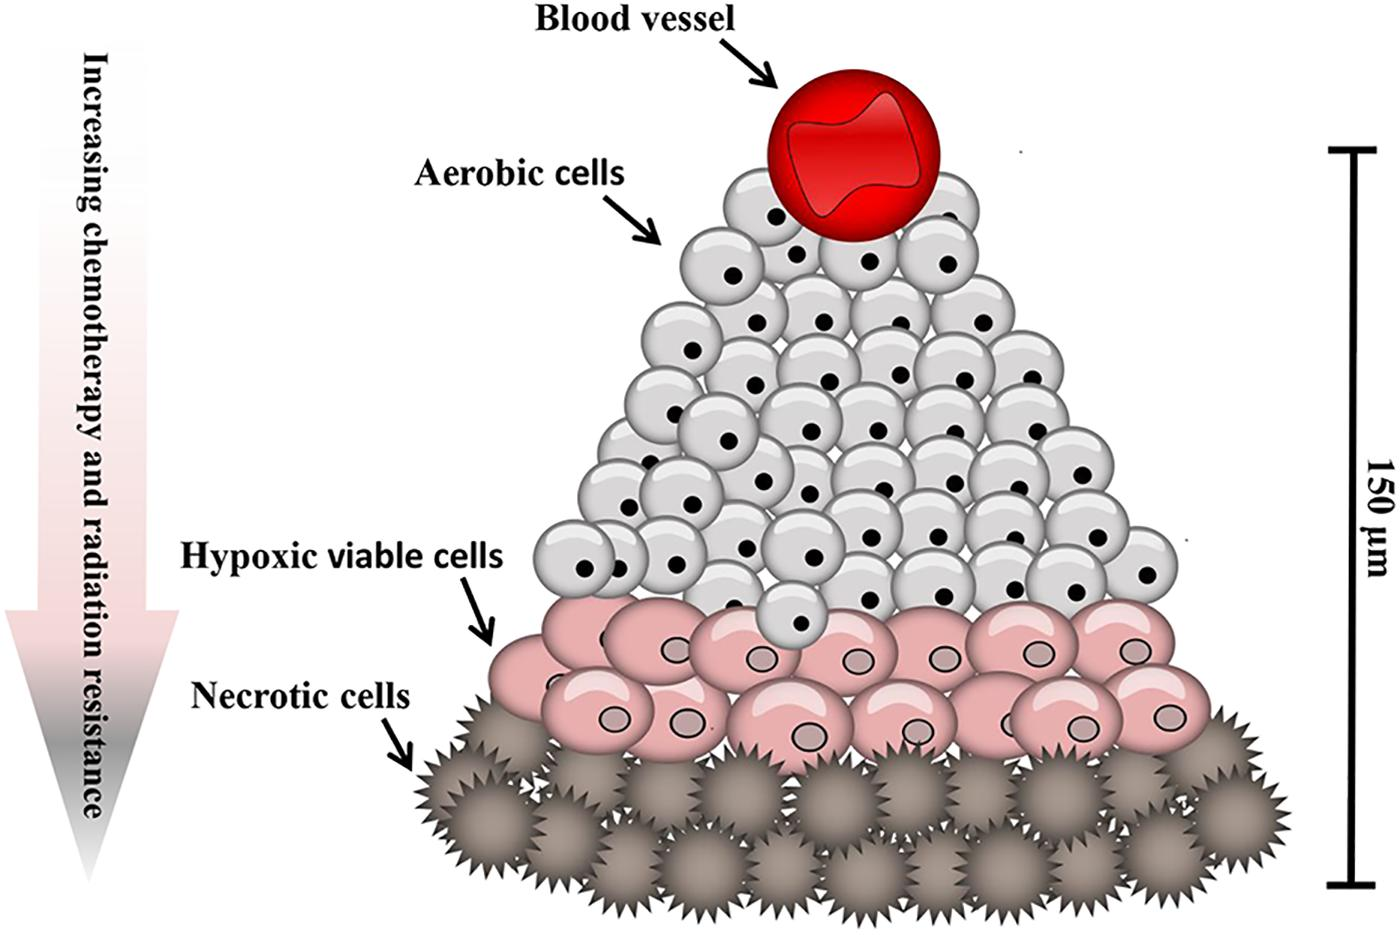 Blood vessel
Aerobic cells
Hypoxic viable cells
Necrotic cells
Increasing chemotherapy and radiation resistance
150 μm